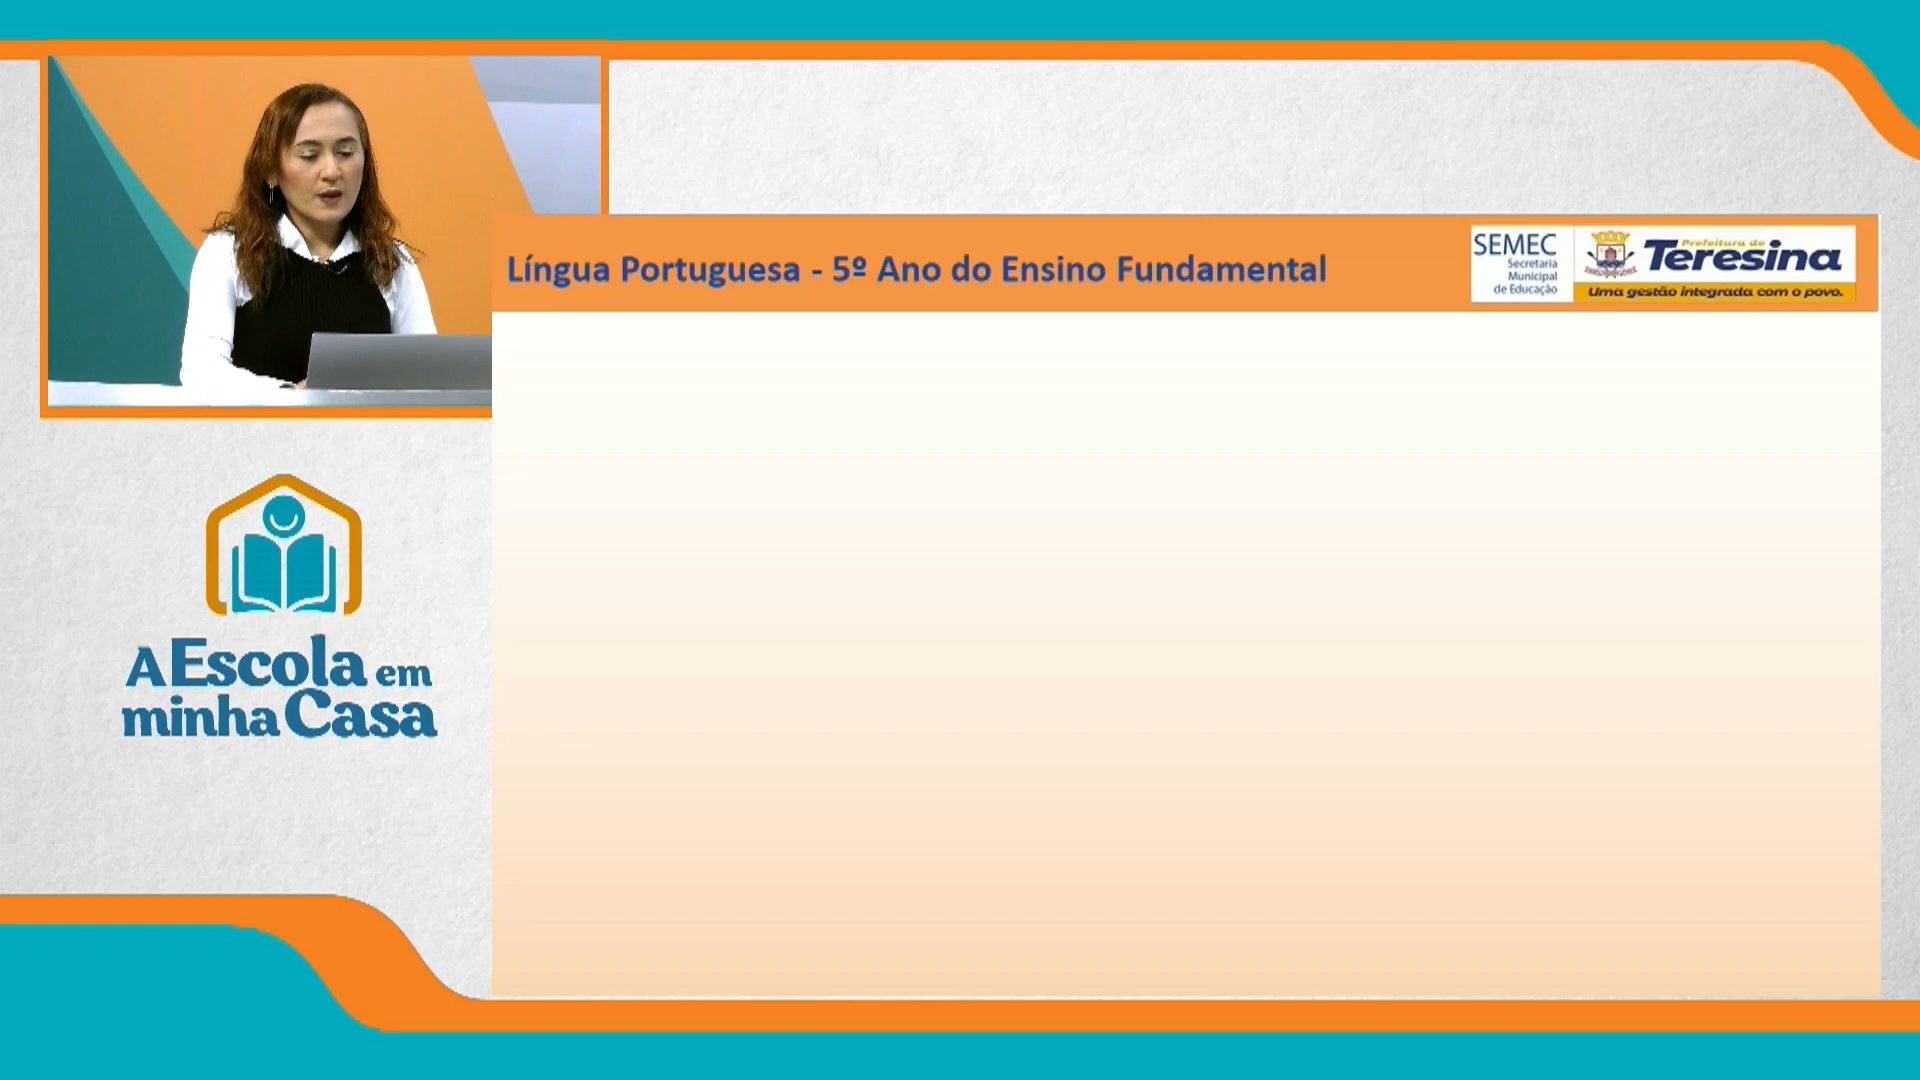 Língua Portuguesa - 5º Ano do Ensino Fundamental
SEMEC
Secretaria
Municipal
de Educação
Prefeitura de
Teresina
Uma gestão integrada com o povo.
A Escola em
minha Casa